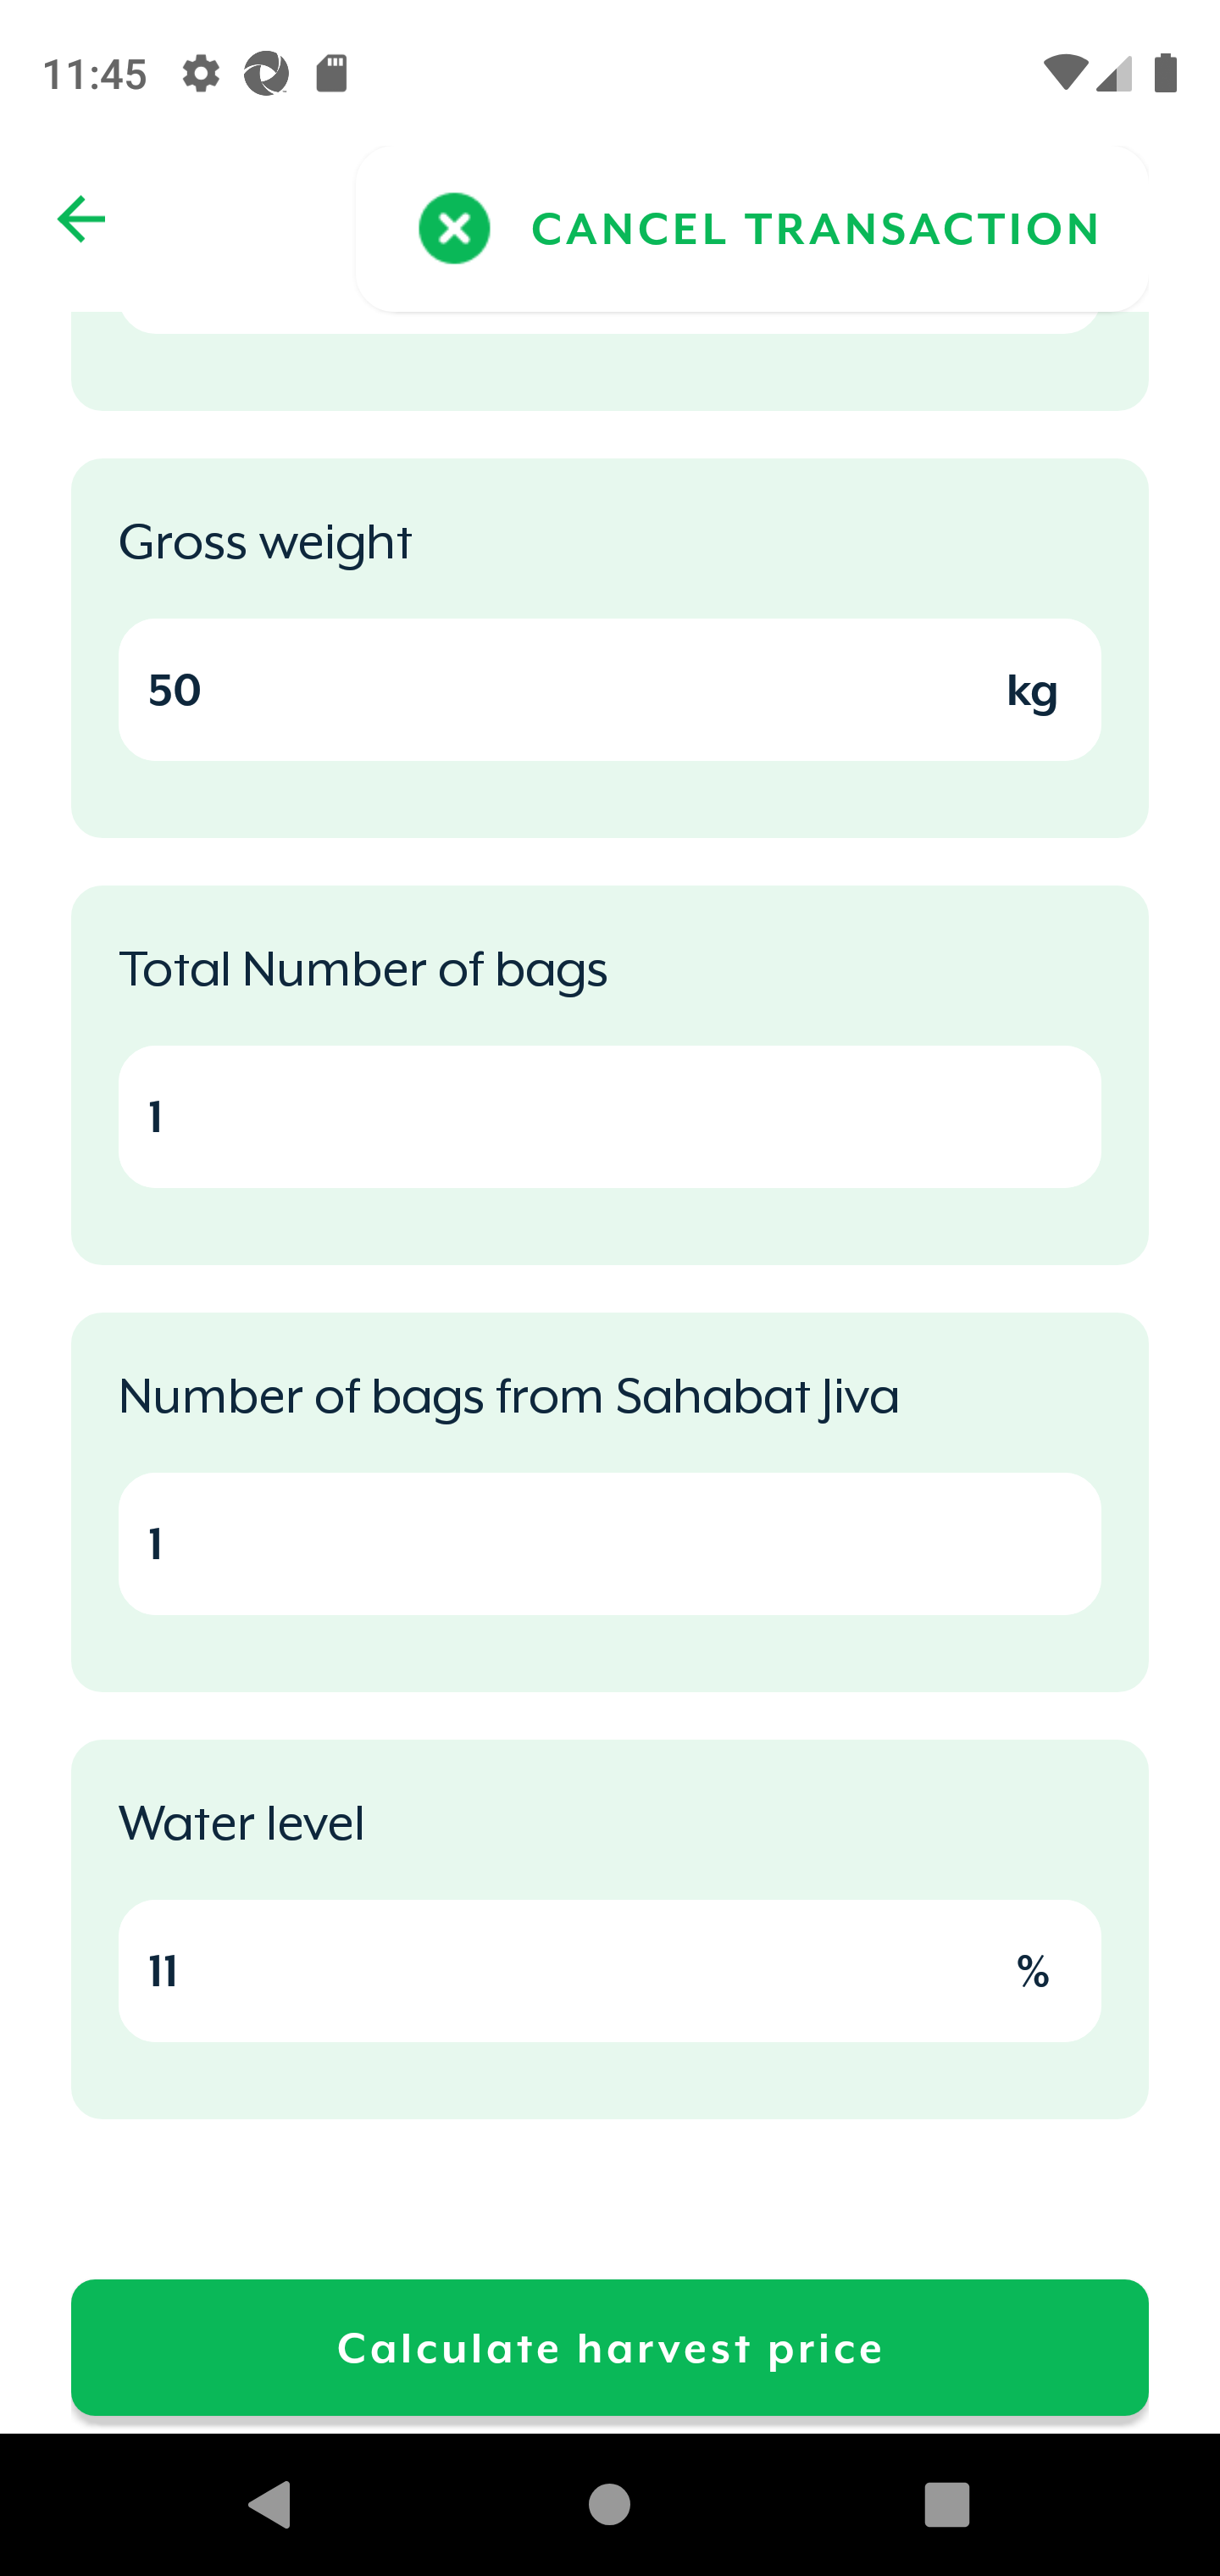 11:45
CANCEL TRANSACTION
Gross weight
50 kg
Total Number of bags
1
Number of bags from Sahabat Jiva
1
Water level
11 %
Calculate harvest price